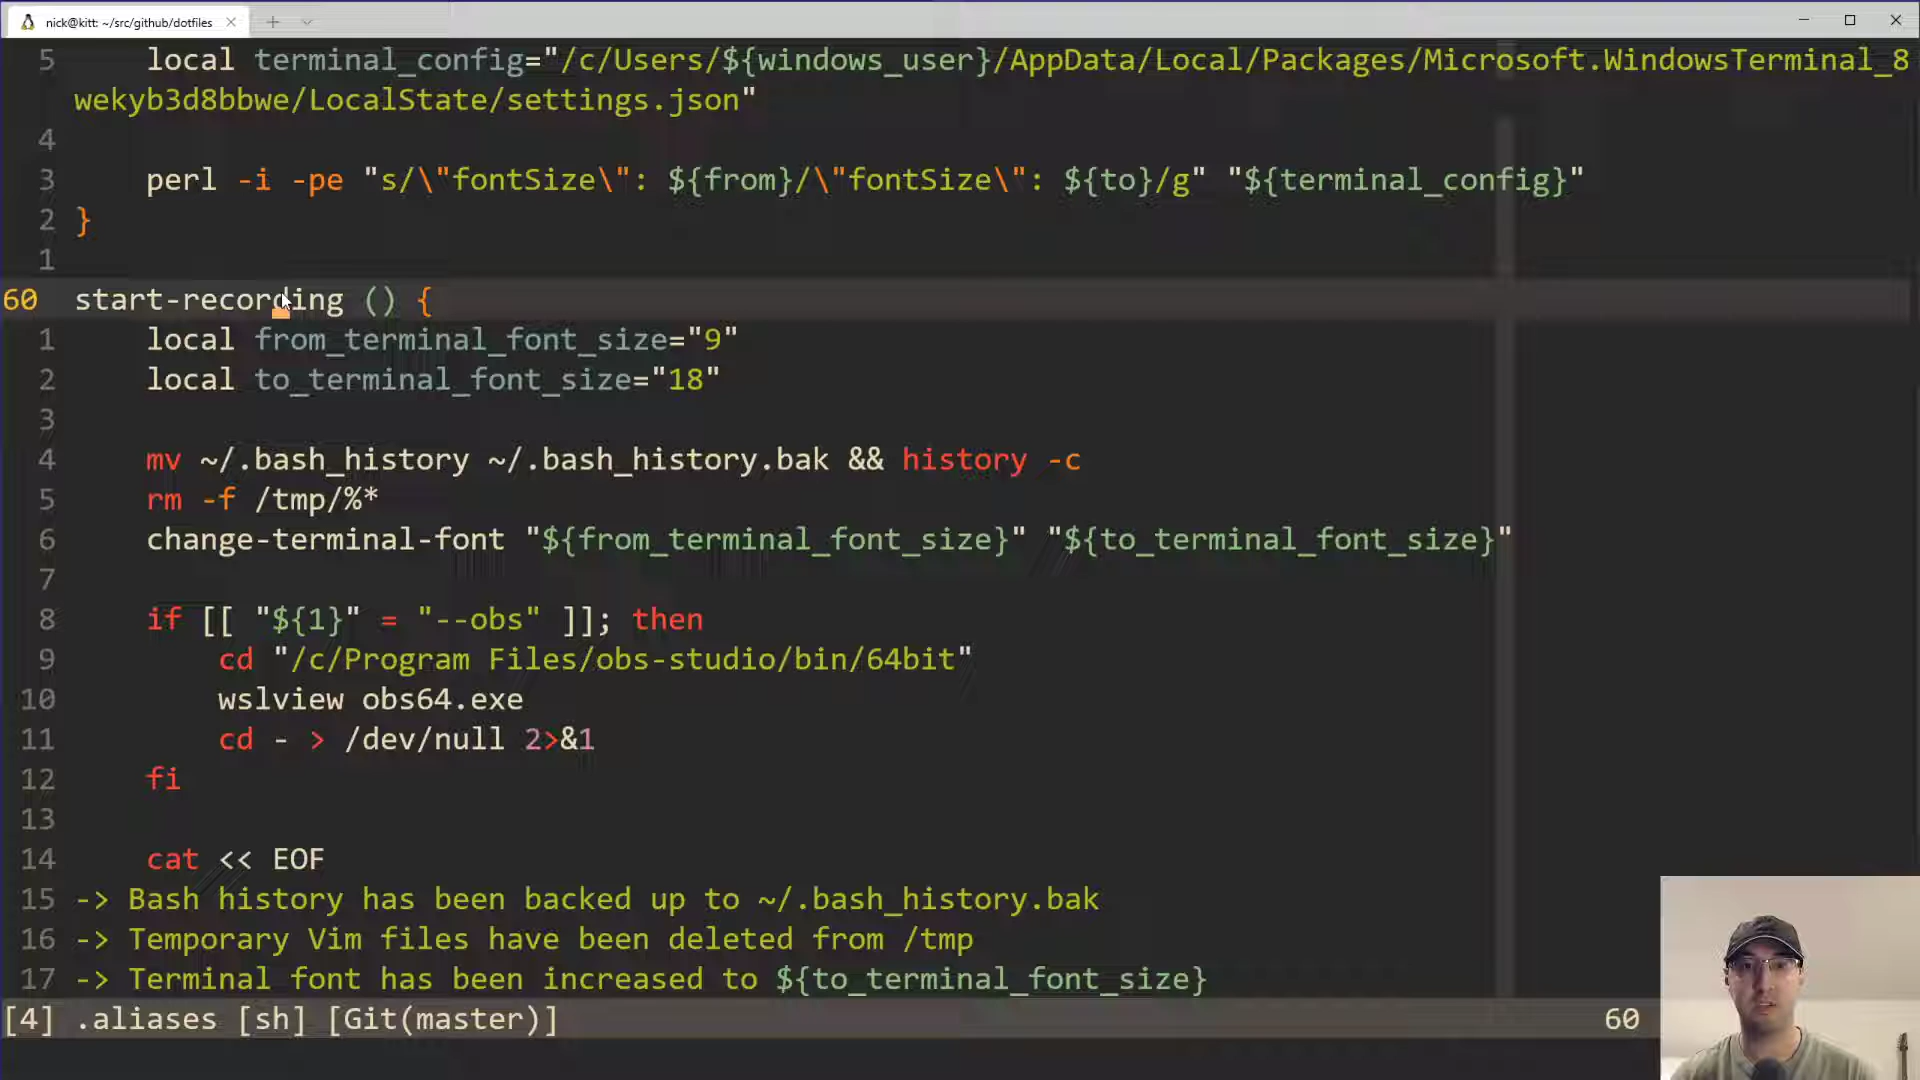 nick@kitt: ~/src/github/dotfiles
5 local terminal_config="/c/Users/${windows_user}/AppData/Local/Packages/Microsoft.WindowsTerminal_8
wekyb3d8bbwe/LocalState/settings.json"
4
3 perl -i -pe "s/\"fontSize\": ${from}/\"fontSize\": ${to}/g" "${terminal_config}"
2 }
1
60 start-recording () {
1 local from_terminal_font_size="9"
2 local to_terminal_font_size="18"
3
4 mv ~/.bash_history ~/.bash_history.bak && history -c
5 rm -f /tmp/%*
6 change-terminal-font "${from_terminal_font_size}" "${to_terminal_font_size}"
7
8 if [[ "${1}" = "--obs" ]]; then
9 cd "/c/Program Files/obs-studio/bin/64bit"
10 wslview obs64.exe
11 cd - > /dev/null 2>&1
12 fi
13
14 cat << EOF
15 -> Bash history has been backed up to ~/.bash_history.bak
16 -> Temporary Vim files have been deleted from /tmp
17 -> Terminal font has been increased to ${to_terminal_font_size}
[4] .aliases [sh] [Git(master)] 60